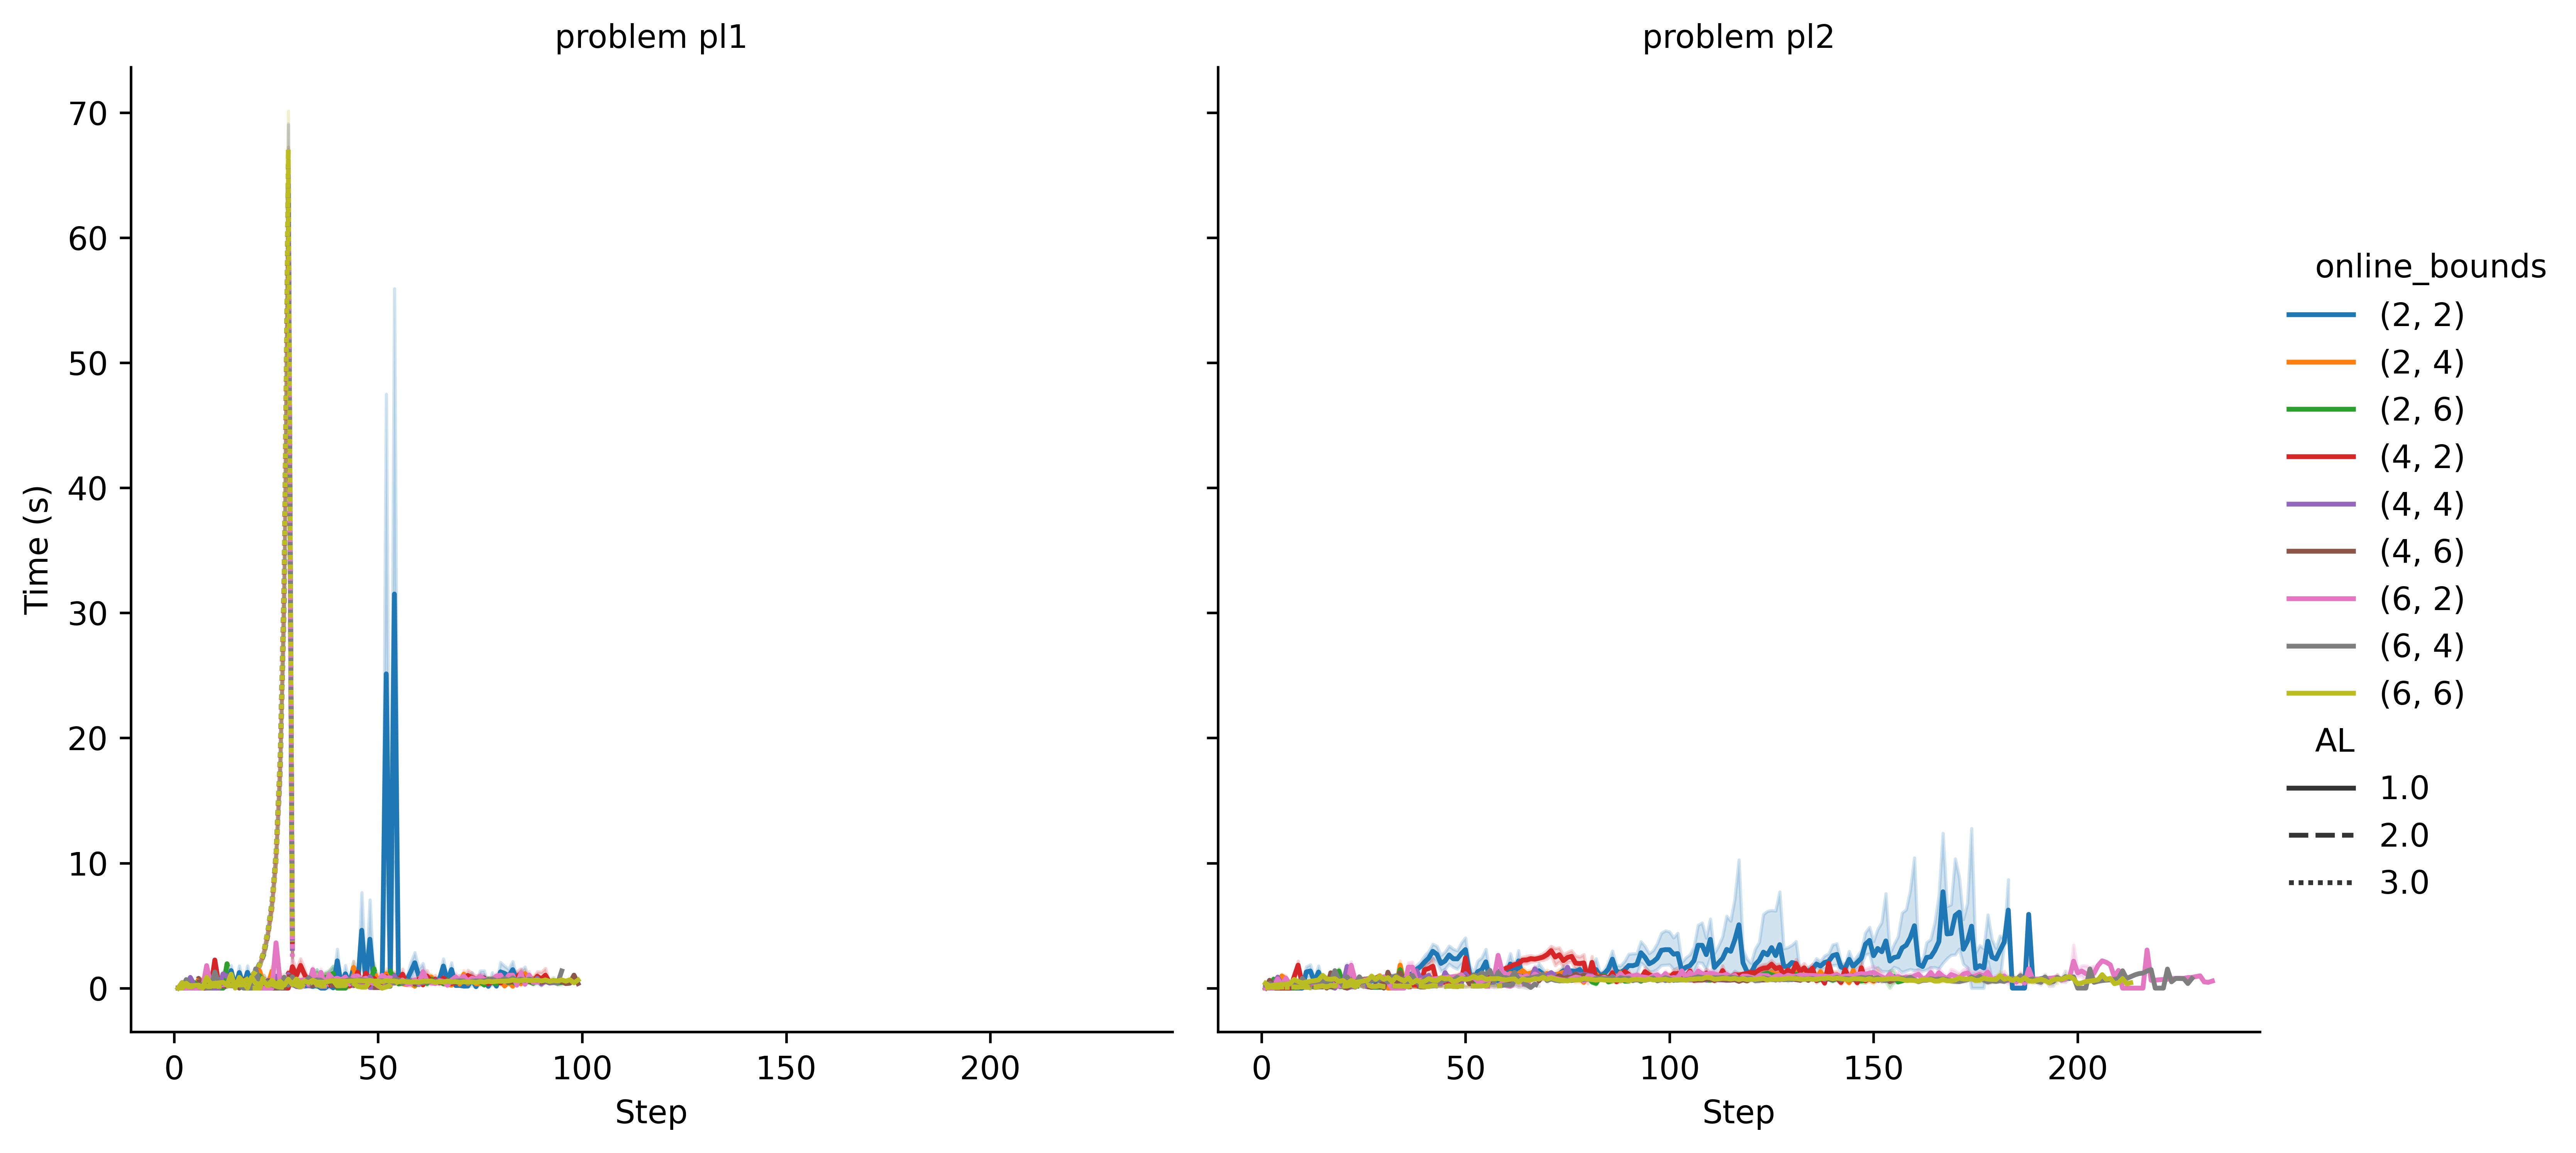 problem pl1
problem pl2
Time (s)
70
60
50
40
30
20
10
0
0 50 100 150 200
0 50 100 150 200
Step
Step
online_bounds
(2, 2)
(2, 4)
(2, 6)
(4, 2)
(4, 4)
(4, 6)
(6, 2)
(6, 4)
(6, 6)
AL
1.0
2.0
3.0